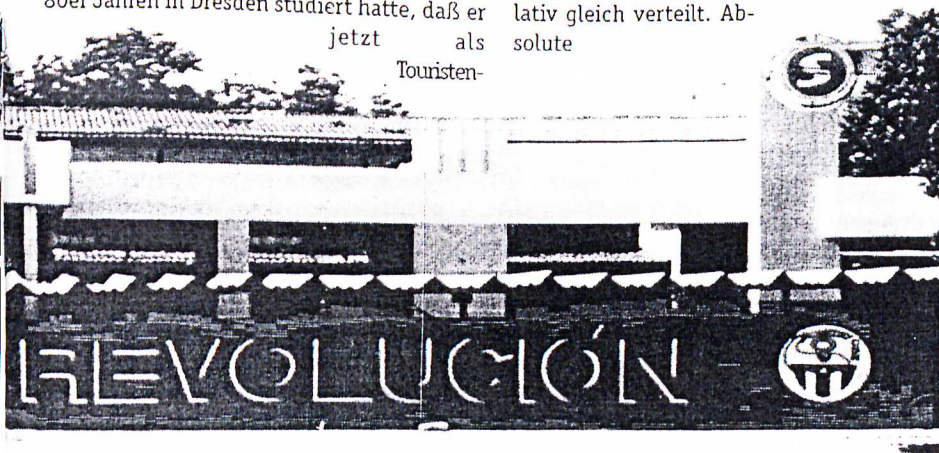 80er Jahren in Dresden studiert hatte, daß er
jetzt als
Touristen-
lativ gleich verteilt. Ab-
solute
S
REVOLUCIÓN